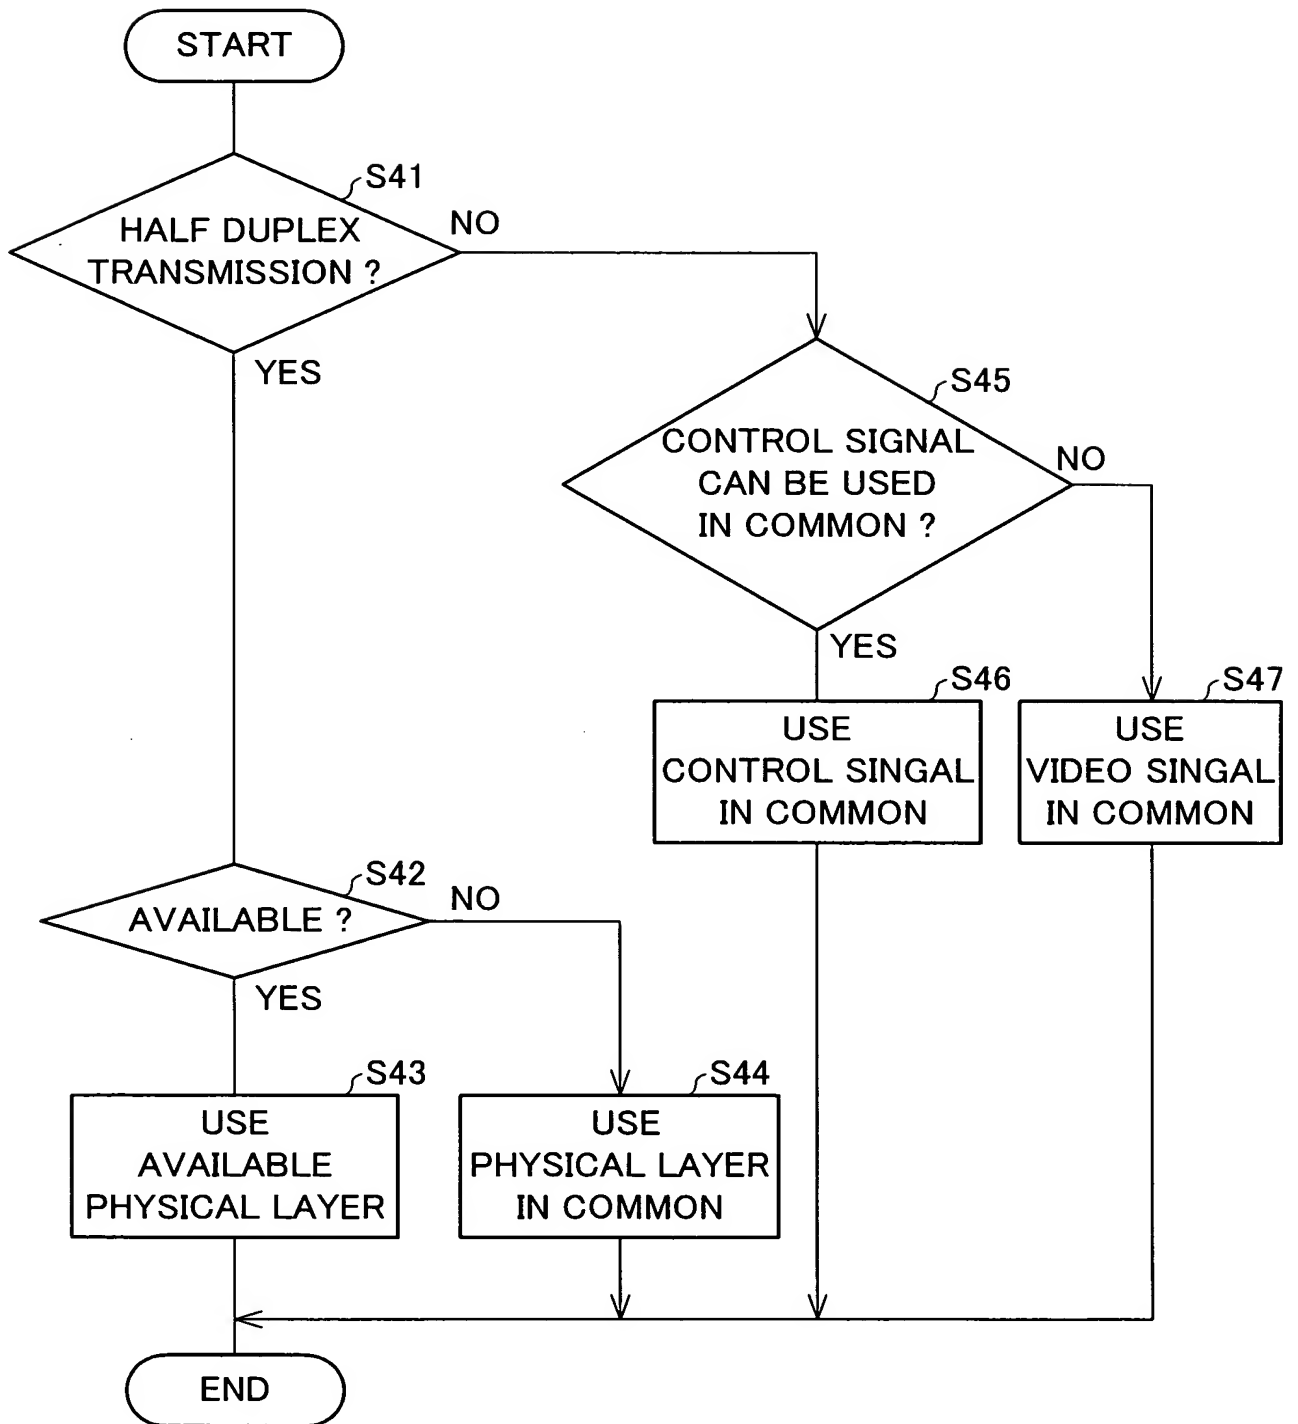 START
S41
HALF DUPLEX
TRANSMISSION ?
NO
YES
S45
CONTROL SIGNAL
CAN BE USED
IN COMMON ?
NO
YES
S46
USE
CONTROL SINGAL
IN COMMON
S47
USE
VIDEO SINGAL
IN COMMON
S42
AVAILABLE ?
NO
YES
S43
USE
AVAILABLE
PHYSICAL LAYER
S44
USE
PHYSICAL LAYER
IN COMMON
END